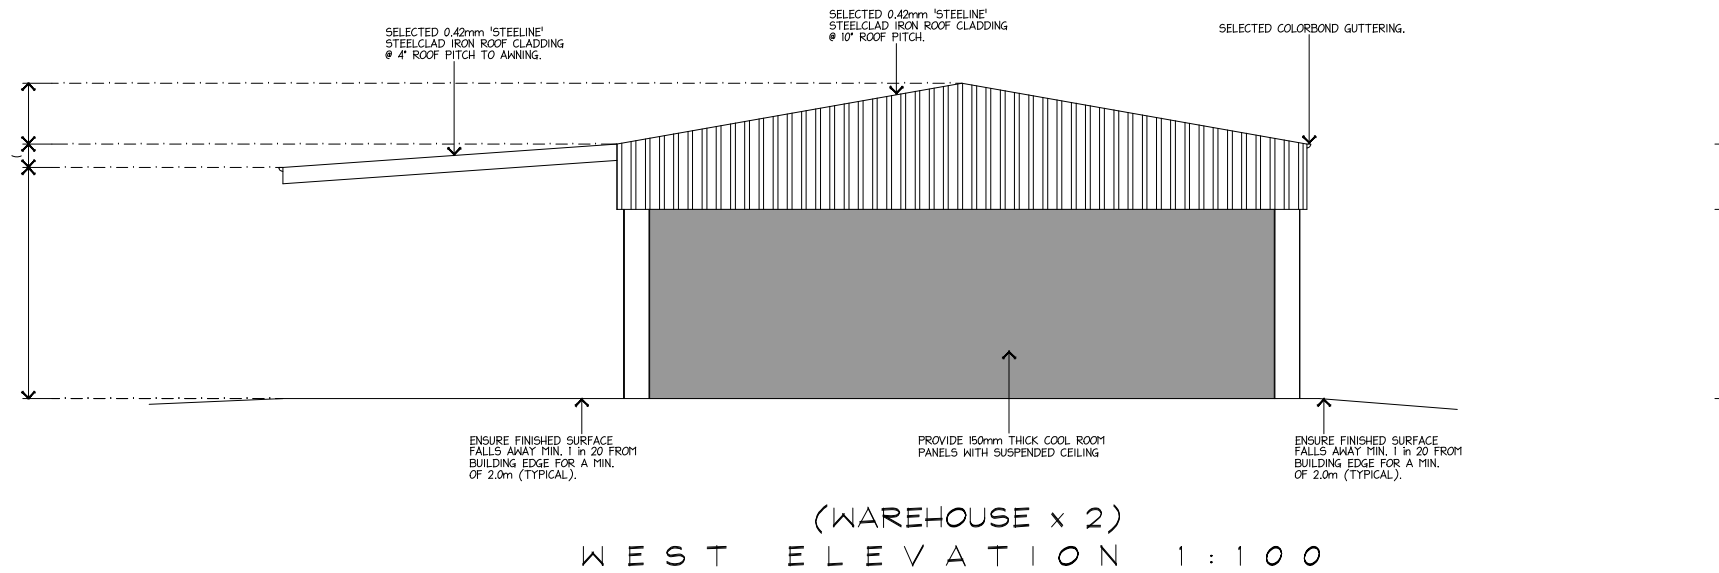 SELECTED 0.42mm 'STEELINE'
STEELCLAD IRON ROOF CLADDING
@ 4° ROOF PITCH TO AWNING.
SELECTED 0.42mm 'STEELINE'
STEELCLAD IRON ROOF CLADDING
@ 10° ROOF PITCH.
SELECTED COLORBOND GUTTERING.
ENSURE FINISHED SURFACE
FALLS AWAY MIN. 1 in 20 FROM
BUILDING EDGE FOR A MIN.
OF 2.0m (TYPICAL).
PROVIDE 150mm THICK COOL ROOM
PANELS WITH SUSPENDED CEILING
ENSURE FINISHED SURFACE
FALLS AWAY MIN. 1 in 20 FROM
BUILDING EDGE FOR A MIN.
OF 2.0m (TYPICAL).
(WAREHOUSE x 2)
WEST ELEVATION 1:100